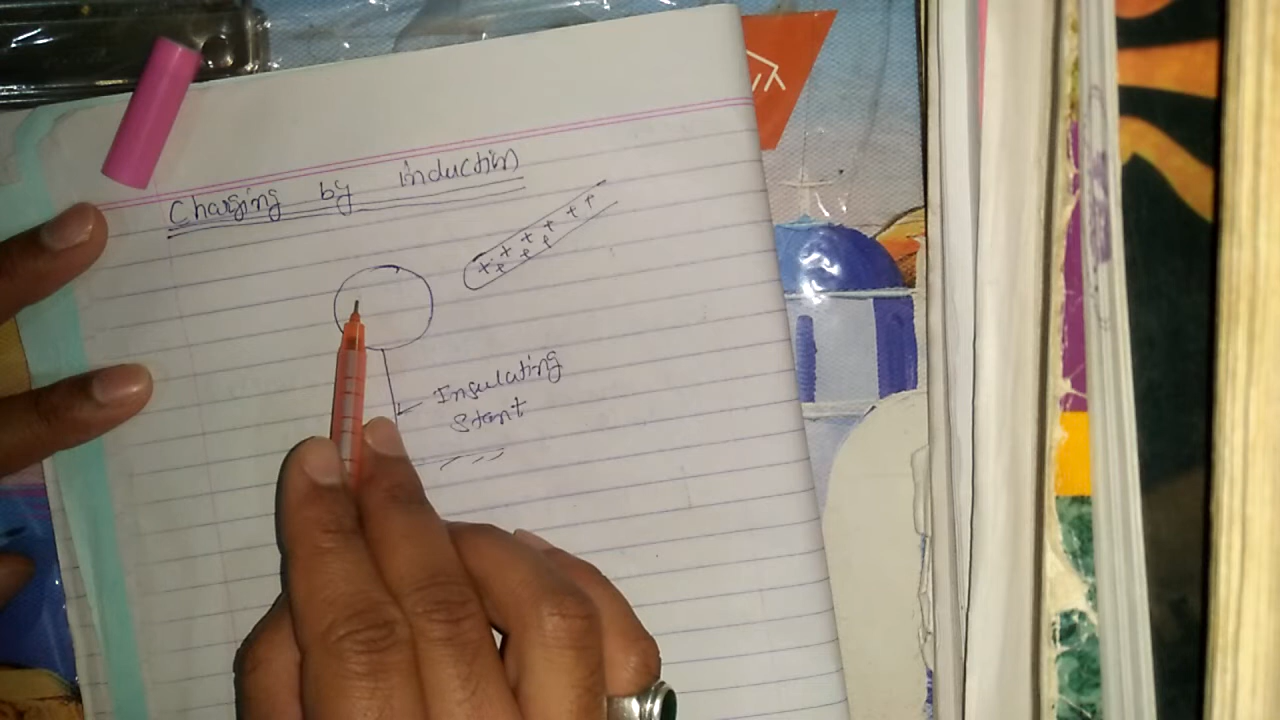 Charging by induction
+ + + + + +
+ + +
Insulating
Stant